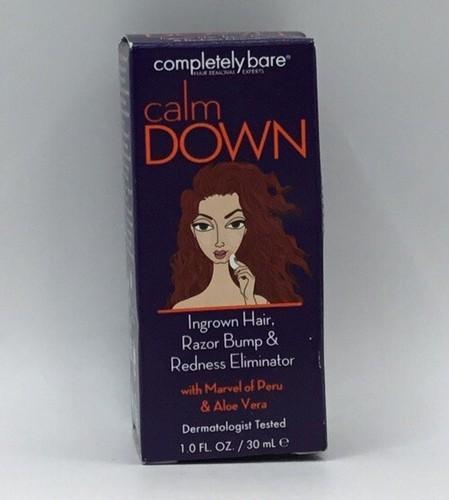 completely bare®
HAIR REMOVAL EXPERTS
calm
DOWN
Ingrown Hair,
Razor Bump &
Redness Eliminator
with Marvel of Peru
& Aloe Vera
Dermatologist Tested
1.0 FL. OZ. / 30 mL ℮